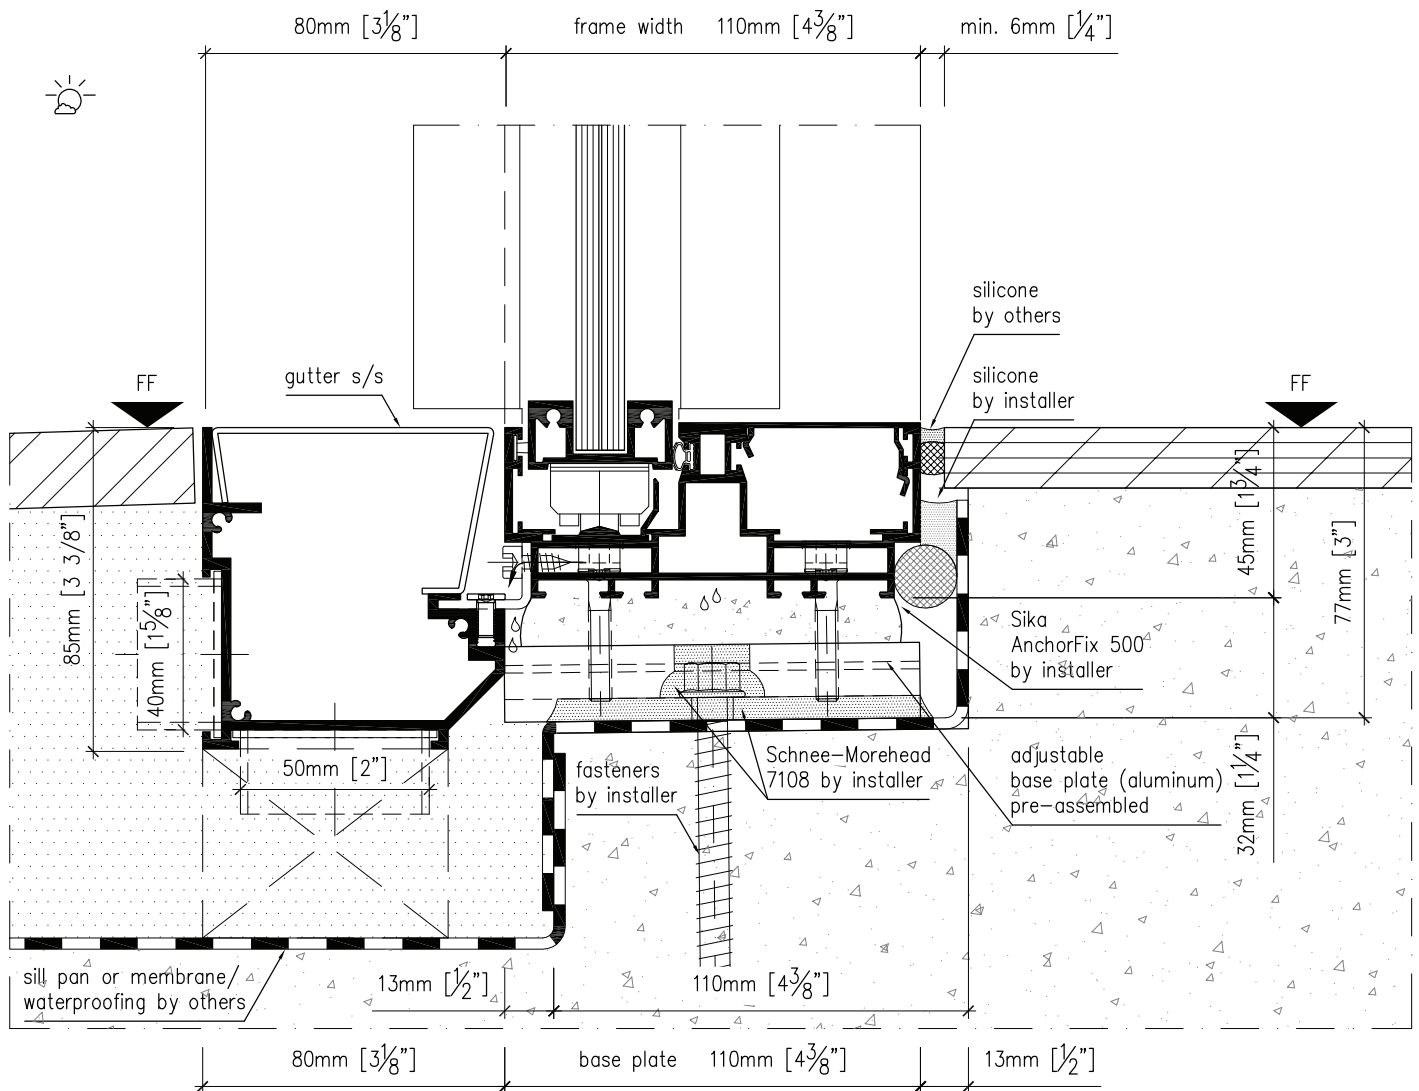 80mm [3⅛"]
frame width 110mm [4⅜"]
min. 6mm [¼"]
silicone
by others
FF
gutter s/s
silicone
by installer
FF
85mm [3 3/8"]
40mm [1⅝"]
45mm [1¾"]
77mm [3"]
Sika
AnchorFix 500
by installer
50mm [2"]
fasteners
by installer
Schnee-Morehead
7108 by installer
adjustable
base plate (aluminum)
pre-assembled
32mm [1¼"]
sill pan or membrane/
waterproofing by others
13mm [½"]
110mm [4⅜"]
80mm [3⅛"]
base plate 110mm [4⅜"]
13mm [½"]